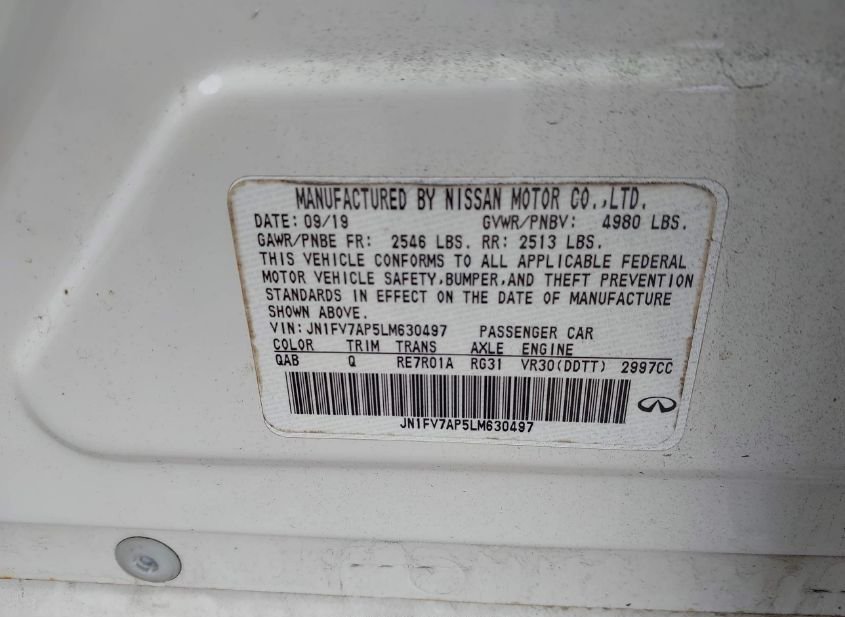 MANUFACTURED BY NISSAN MOTOR CO.,LTD.
DATE: 09/19 GVWR/PNBV: 4980 LBS.
GAWR/PNBE FR: 2546 LBS. RR: 2513 LBS.
THIS VEHICLE CONFORMS TO ALL APPLICABLE FEDERAL
MOTOR VEHICLE SAFETY,BUMPER,AND THEFT PREVENTION
STANDARDS IN EFFECT ON THE DATE OF MANUFACTURE
SHOWN ABOVE.
VIN: JN1FV7AP5LM630497 PASSENGER CAR
COLOR TRIM TRANS AXLE ENGINE
QAB Q RE7R01A RG31 VR30(DDTT) 2997CC
JN1FV7AP5LM630497